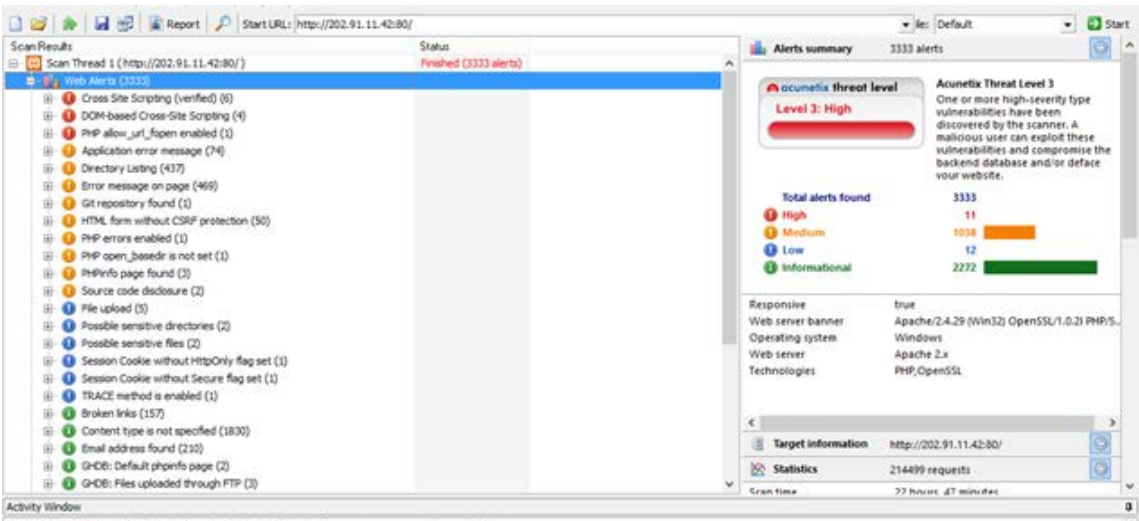 Report
Start URL: http://202.91.11.42:80/
ile: Default
Start
Scan Results
Status
Scan Thread 1 ( http://202.91.11.42:80/ )
Finished (3333 alerts)
Web Alerts (3333)
Cross Site Scripting (verified) (6)
DOM-based Cross-Site Scripting (4)
PHP allow_url_fopen enabled (1)
Application error message (74)
Directory Listing (437)
Error message on page (469)
Git repository found (1)
HTML form without CSRF protection (50)
PHP errors enabled (1)
PHP open_basedir is not set (1)
PHPinfo page found (3)
Source code disclosure (2)
File upload (5)
Possible sensitive directories (2)
Possible sensitive files (2)
Session Cookie without HttpOnly flag set (1)
Session Cookie without Secure flag set (1)
TRACE method is enabled (1)
Broken links (157)
Content type is not specified (1830)
Email address found (210)
GHDB: Default phpinfo page (2)
GHDB: Files uploaded through FTP (3)
Alerts summary
3333 alerts
acunetix threat level
Level 3: High
Acunetix Threat Level 3
One or more high-severity type
vulnerabilities have been
discovered by the scanner. A
malicious user can exploit these
vulnerabilities and compromise the
backend database and/or deface
your website.
Total alerts found 3333
High 11
Medium 1038
Low 12
Informational 2272
Responsive true
Web server banner Apache/2.4.29 (Win32) OpenSSL/1.0.2l PHP/5..
Operating system Windows
Web server Apache 2.x
Technologies PHP,OpenSSL
Target information http://202.91.11.42:80/
Statistics 214499 requests
Scan time 22 hours, 47 minutes
Activity Window